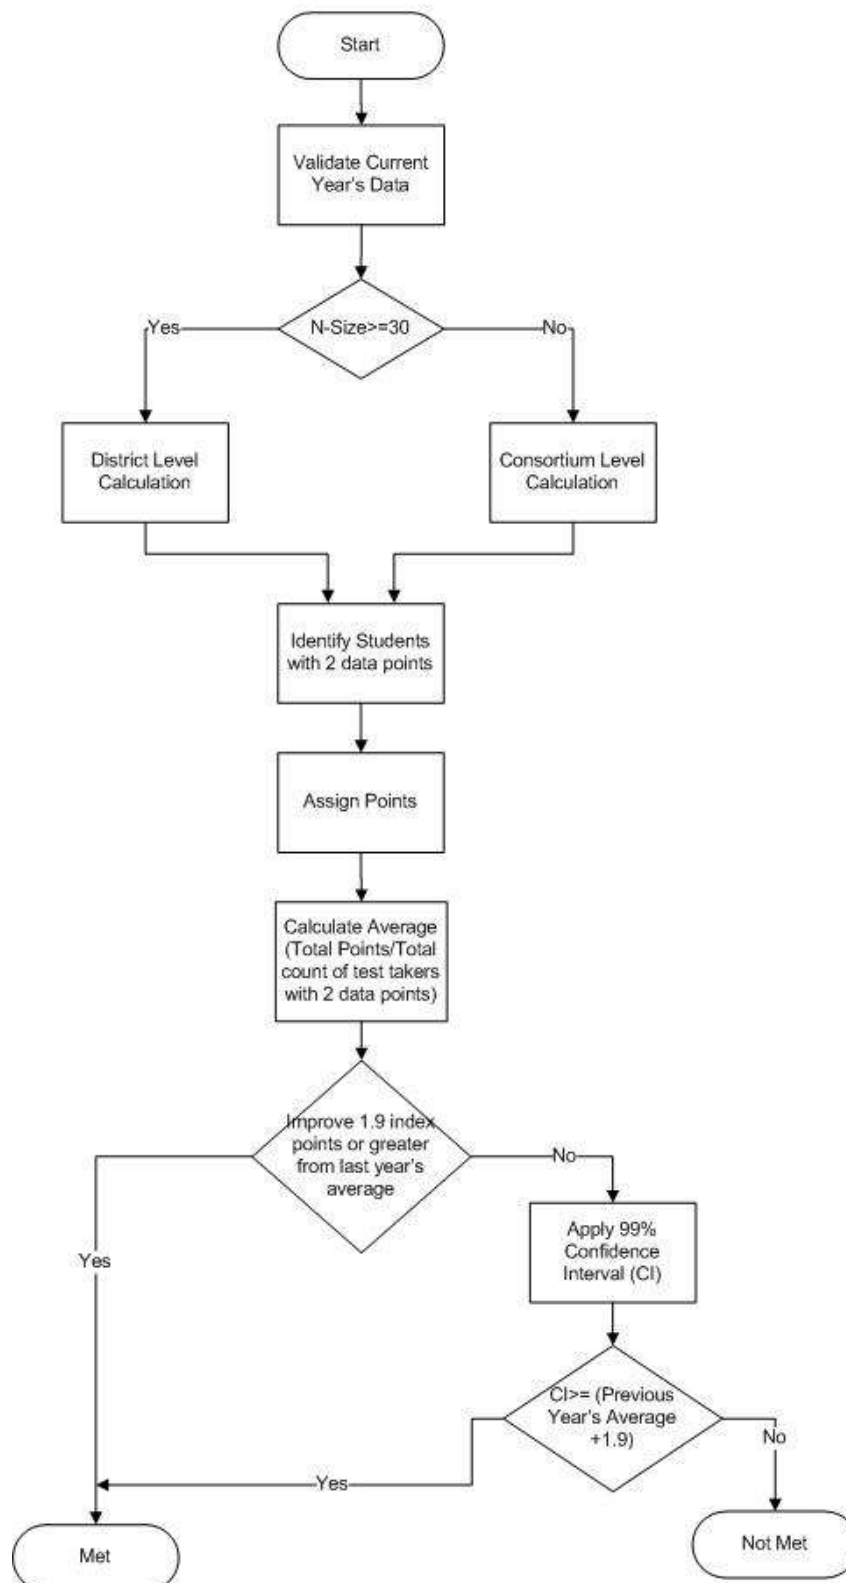 Start
Validate Current
Year's Data
N-Size>=30
Yes
No
District Level
Calculation
Consortium Level
Calculation
Identify Students
with 2 data points
Assign Points
Calculate Average
(Total Points/Total
count of test takers
with 2 data points)
Improve 1.9 index
points or greater
from last year's
average
No
Yes
Apply 99%
Confidence
Interval (CI)
CI>= (Previous
Year's Average
+1.9)
No
Yes
Met
Not Met